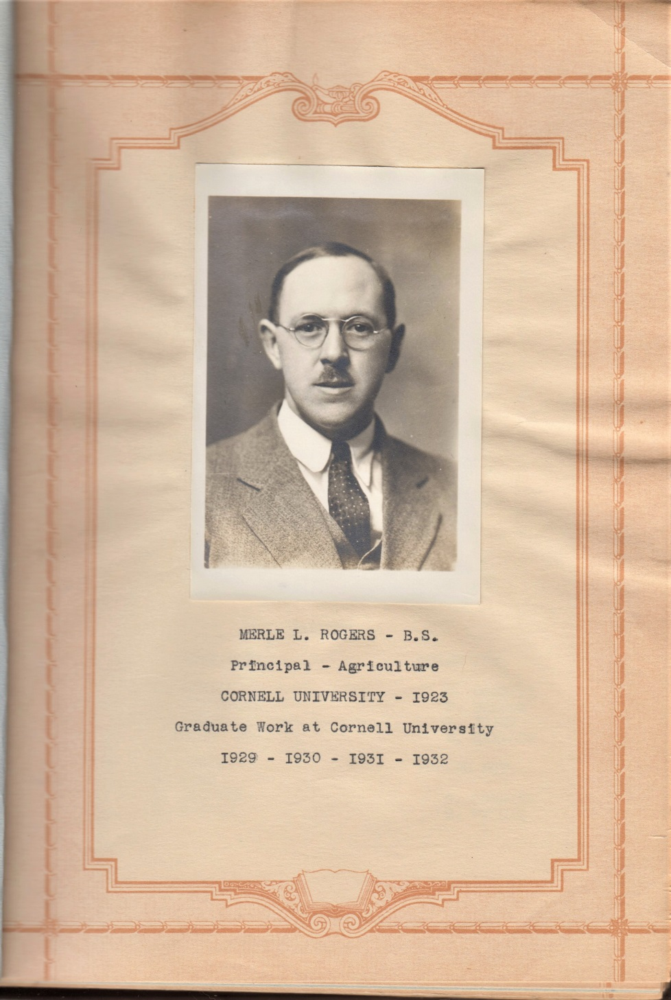 MERLE L. ROGERS - B.S.
Principal - Agriculture
CORNELL UNIVERSITY - 1923
Graduate Work at Cornell University
1929 - 1930 - 1931 - 1932